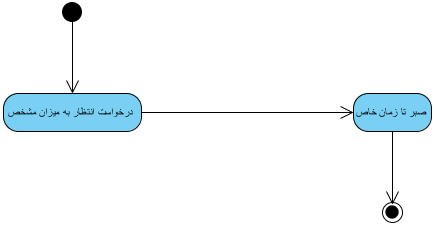 درخواست انتظار به میزان مشخص
صبر تا زمان خاص